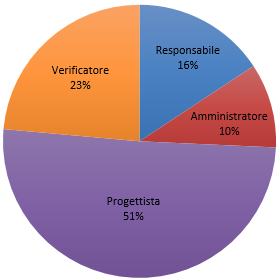 Responsabile
16%
Amministratore
10%
Progettista
51%
Verificatore
23%